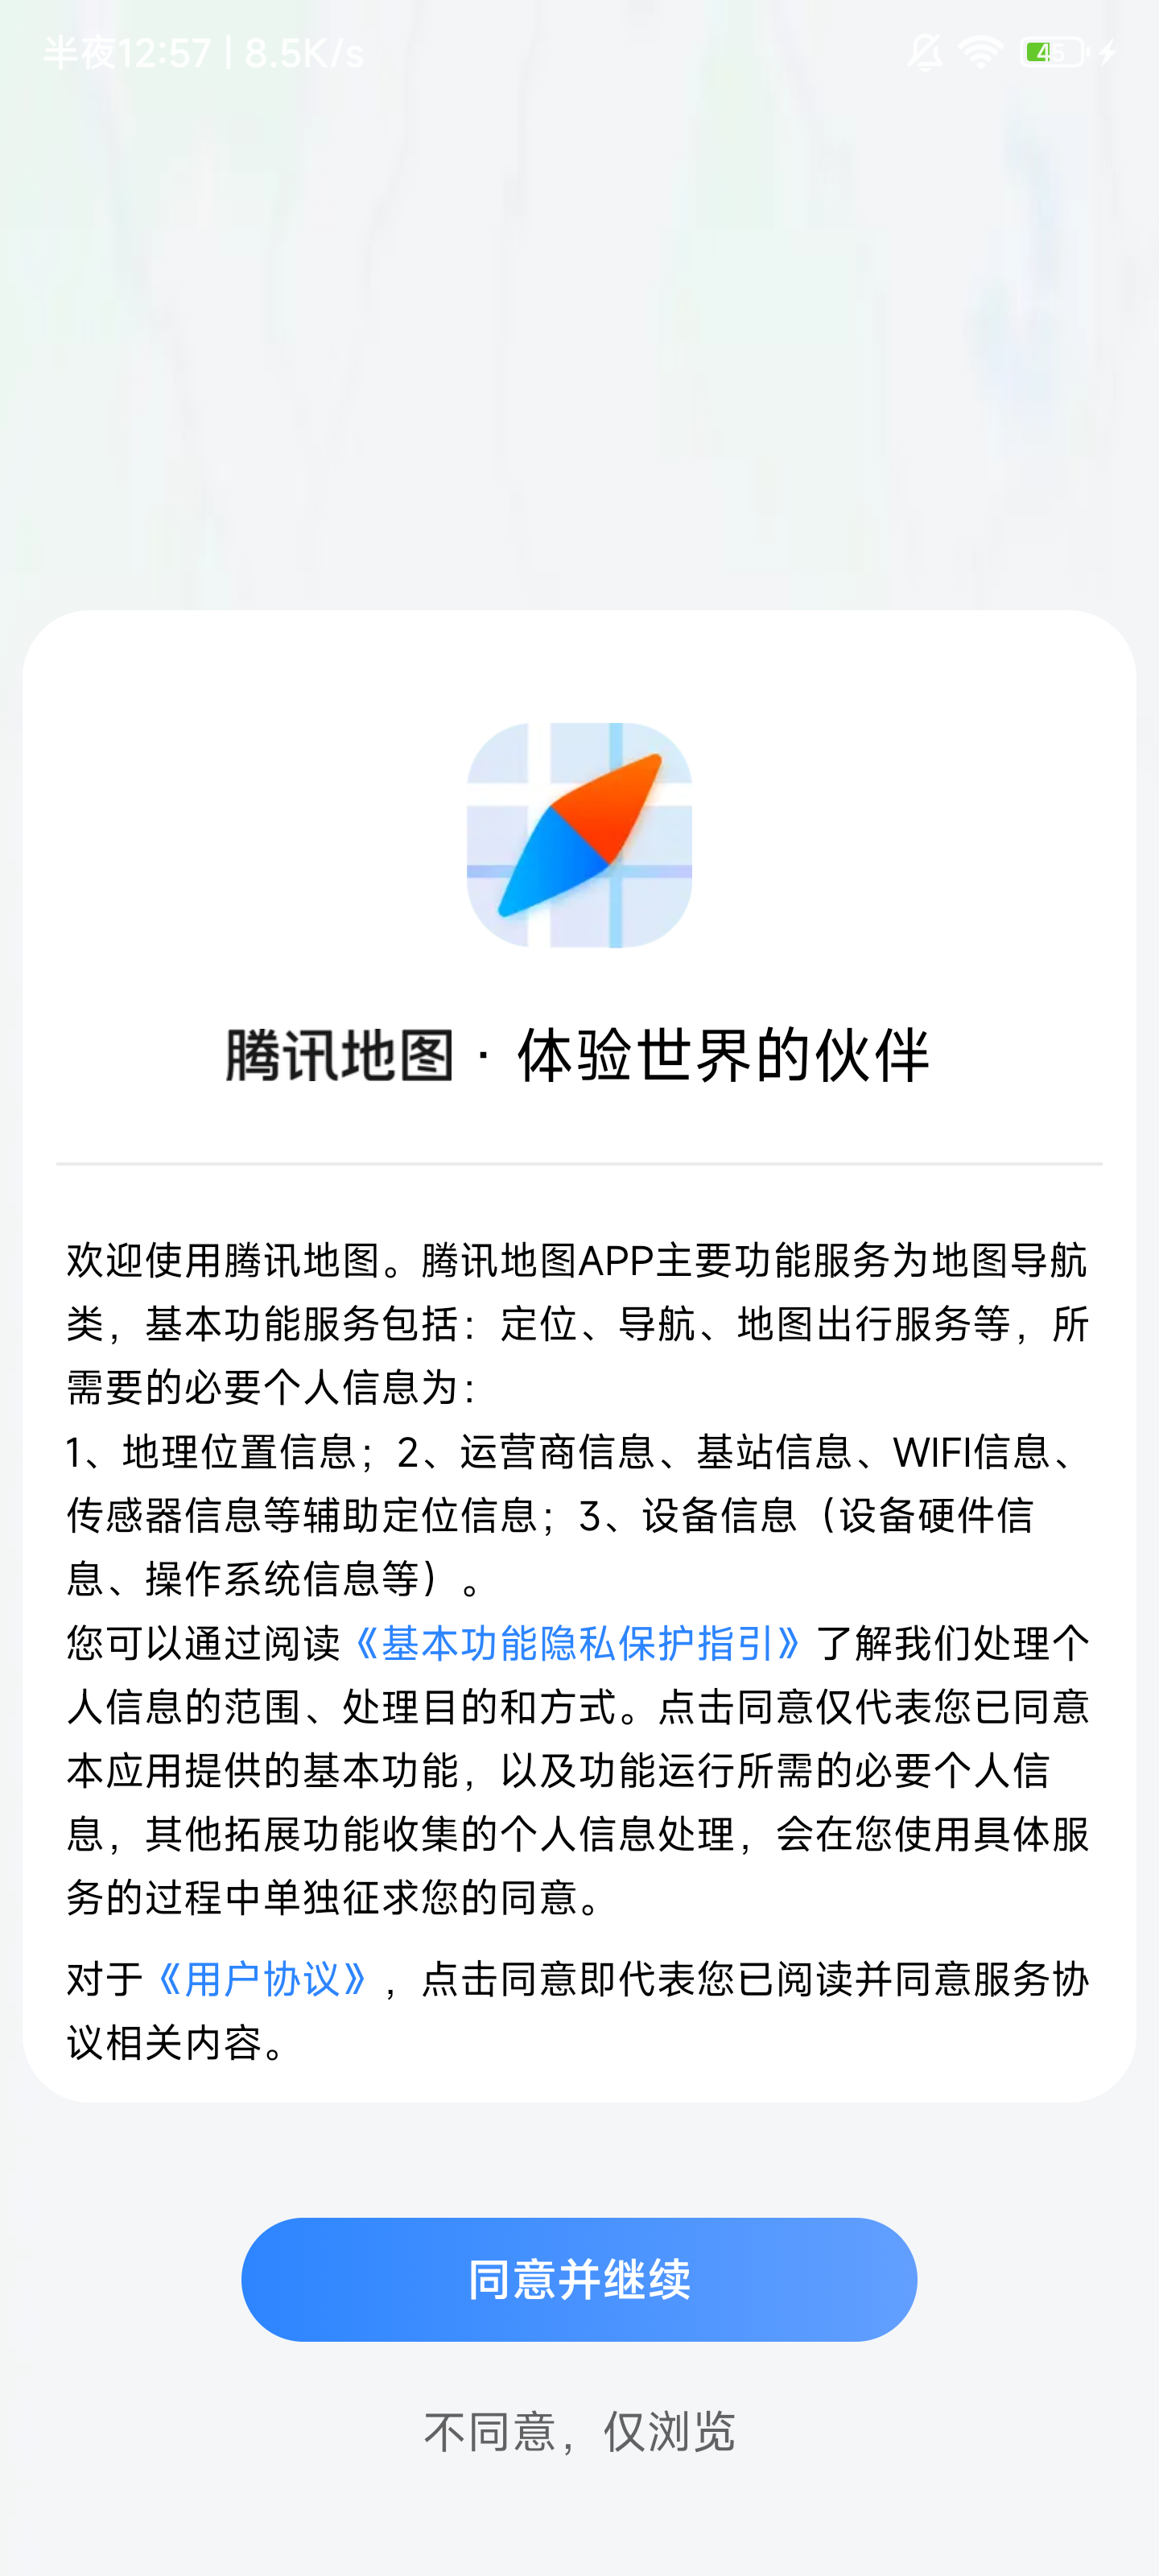 半夜12:57 | 8.5K/s
45
腾讯地图 · 体验世界的伙伴
欢迎使用腾讯地图。腾讯地图APP主要功能服务为地图导航
类，基本功能服务包括：定位、导航、地图出行服务等，所
需要的必要个人信息为：
1、地理位置信息；2、运营商信息、基站信息、WIFI信息、
传感器信息等辅助定位信息；3、设备信息（设备硬件信
息、操作系统信息等）。
您可以通过阅读《基本功能隐私保护指引》了解我们处理个
人信息的范围、处理目的和方式。点击同意仅代表您已同意
本应用提供的基本功能，以及功能运行所需的必要个人信
息，其他拓展功能收集的个人信息处理，会在您使用具体服
务的过程中单独征求您的同意。
对于《用户协议》，点击同意即代表您已阅读并同意服务协
议相关内容。
同意并继续
不同意，仅浏览